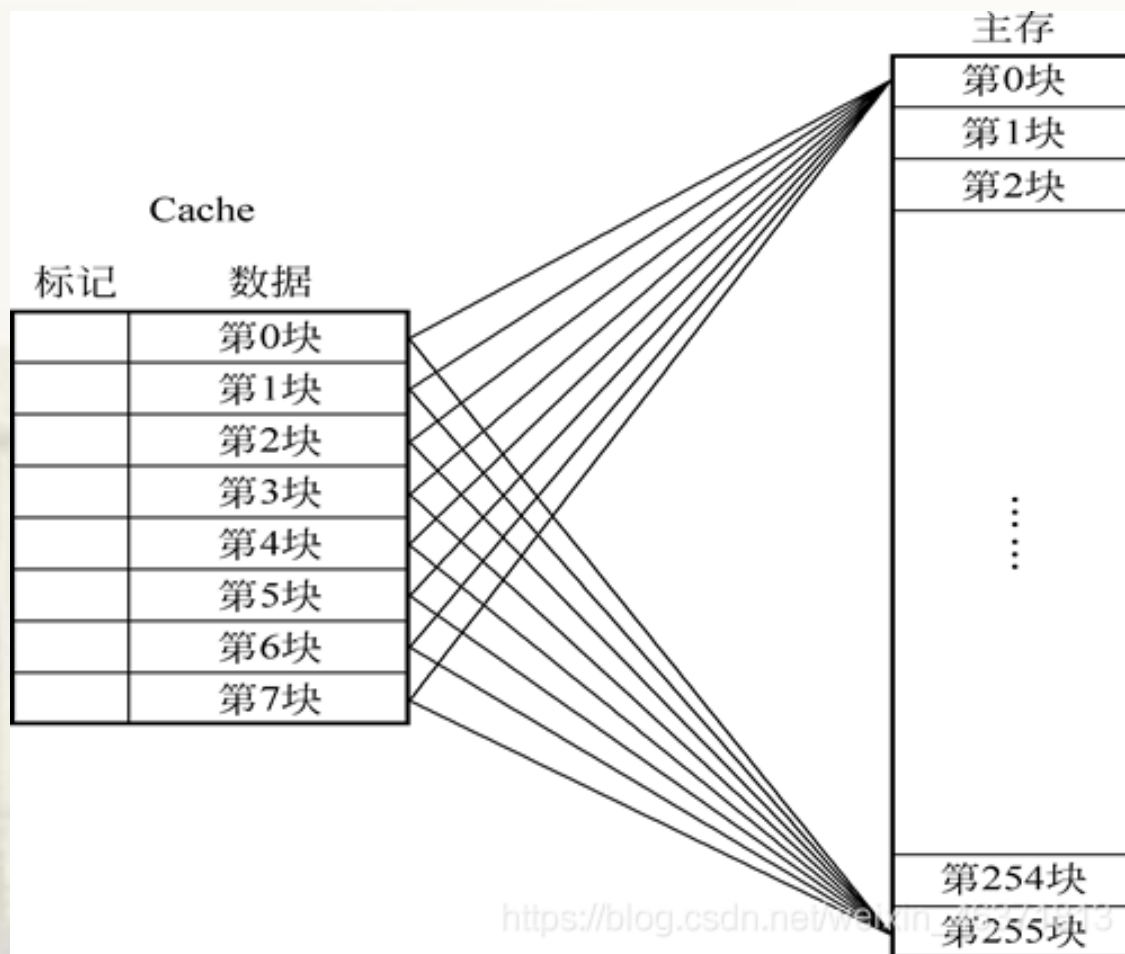 主存
第0块
第1块
第2块
Cache
标记 数据
第0块
第1块
第2块
第3块
第4块
第5块
第6块
第7块
……
第254块
第255块
https://blog.csdn.net/weixin_